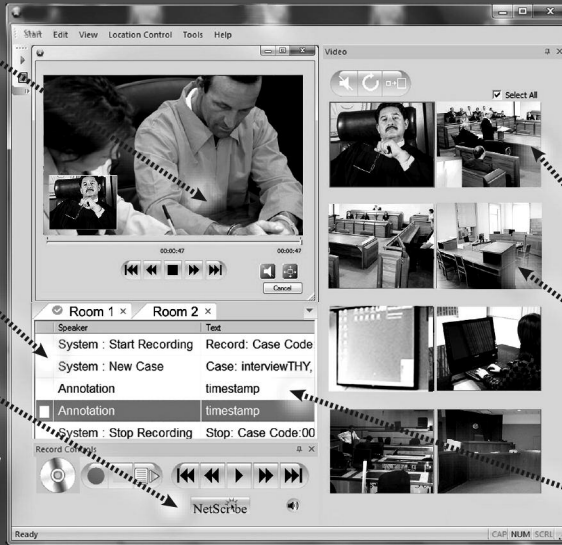 Start Edit View Location Control Tools Help
Video
Select All
00:00:47 00:00:47
Cancel
Room 1 × Room 2 ×
Speaker Text
System : Start Recording Record: Case Code
System : New Case Case: interviewTHY,
Annotation timestamp
Annotation timestamp
System : Stop Recording Stop: Case Code:00
Record Controls
NetScribe
Ready CAP NUM SCRL